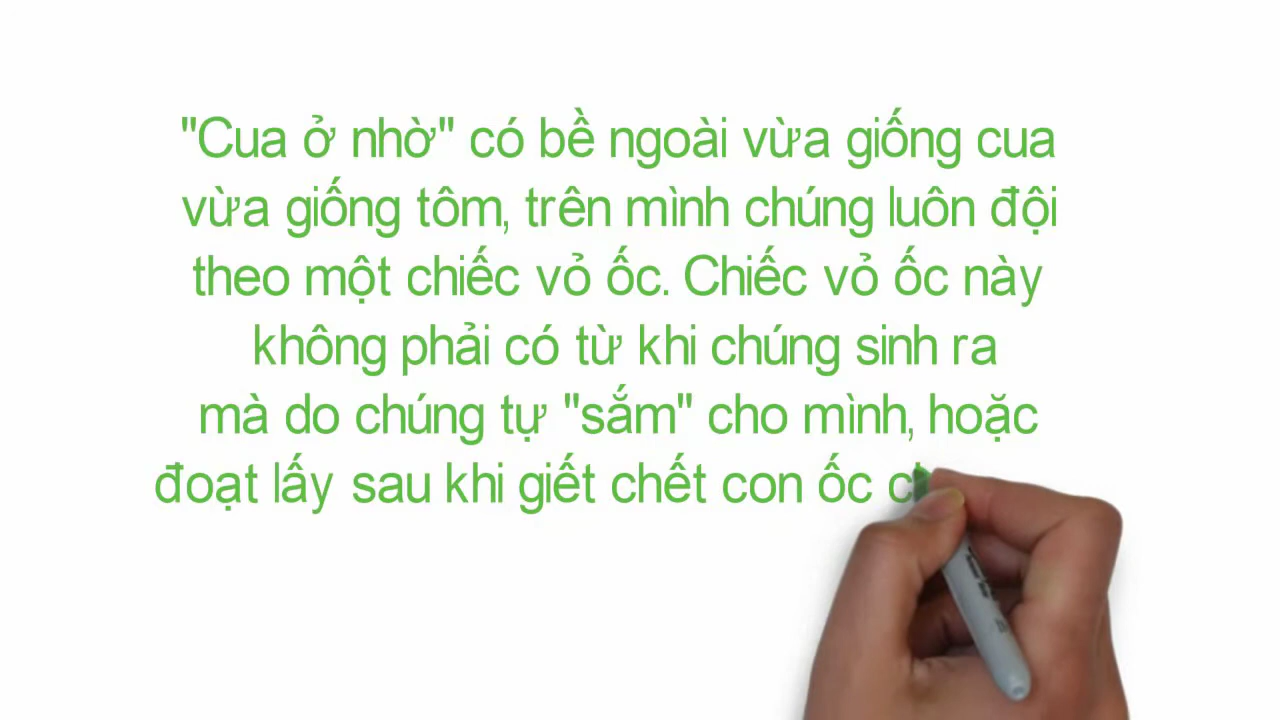 "Cua ở nhờ" có bề ngoài vừa giống cua
vừa giống tôm, trên mình chúng luôn đội
theo một chiếc vỏ ốc. Chiếc vỏ ốc này
không phải có từ khi chúng sinh ra
mà do chúng tự "sắm" cho mình, hoặc
đoạt lấy sau khi giết chết con ốc